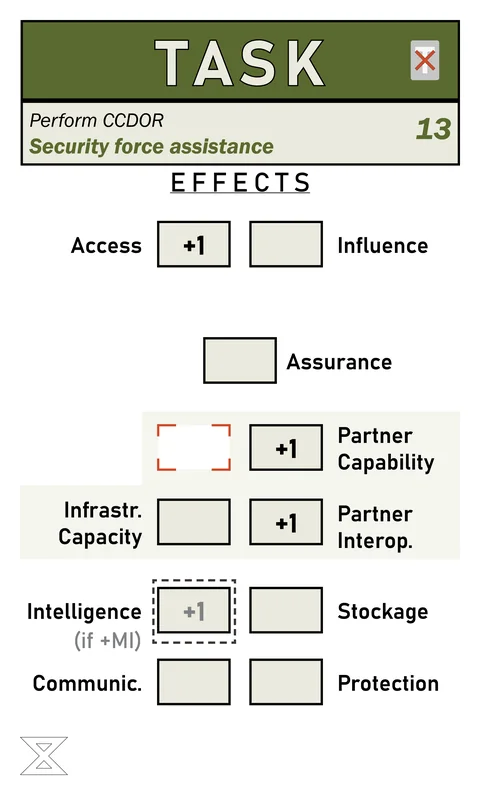 TASK
Perform CCDOR
Security force assistance
13
EFFECTS
Access +1 Influence
Assurance
+1 Partner
Capability
Infrastr.
Capacity
+1 Partner
Interop.
Intelligence
(if +MI)
+1 Stockage
Communic. Protection